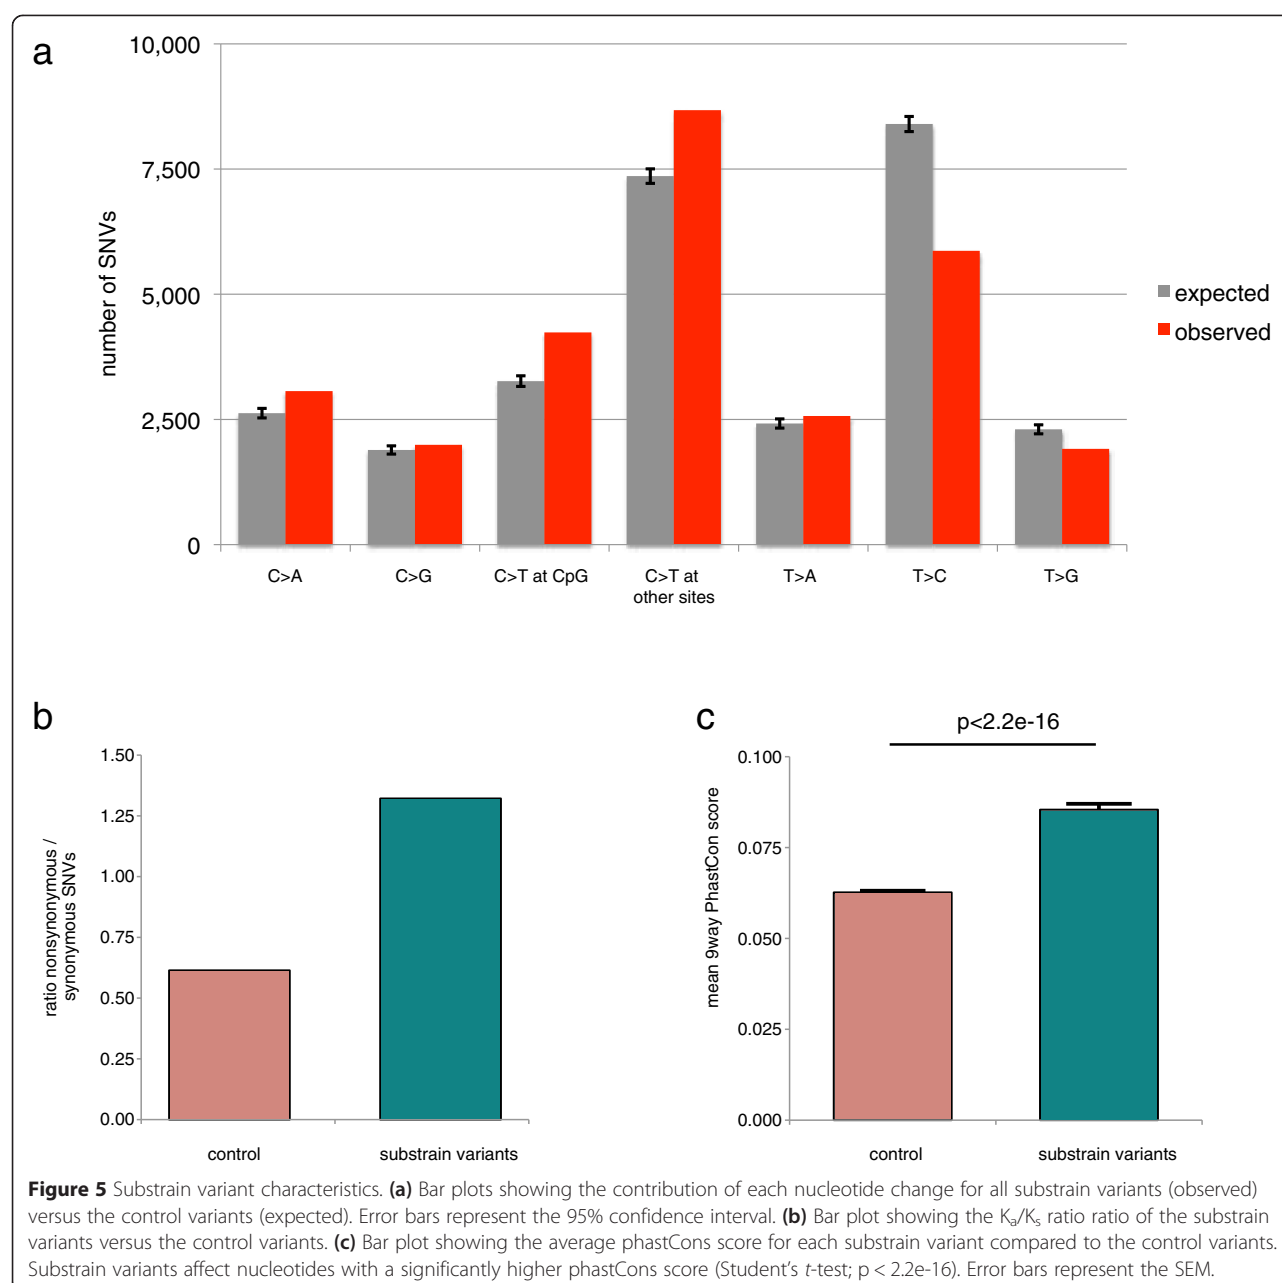 a
10,000
7,500
5,000
2,500
0
number of SNVs
C>A
C>G
C>T at CpG
C>T at
other sites
T>A
T>C
T>G
expected
observed
b
1.50
1.25
1.00
0.75
0.50
0.25
0.00
ratio nonsynonymous /
synonymous SNVs
control
substrain variants
c
p<2.2e-16
0.100
0.075
0.050
0.025
0.000
mean 9way PhastCon score
control
substrain variants
Figure 5 Substrain variant characteristics. (a) Bar plots showing the contribution of each nucleotide change for all substrain variants (observed)
versus the control variants (expected). Error bars represent the 95% confidence interval. (b) Bar plot showing the Ka/Ks ratio ratio of the substrain
variants versus the control variants. (c) Bar plot showing the average phastCons score for each substrain variant compared to the control variants.
Substrain variants affect nucleotides with a significantly higher phastCons score (Student's t-test; p < 2.2e-16). Error bars represent the SEM.